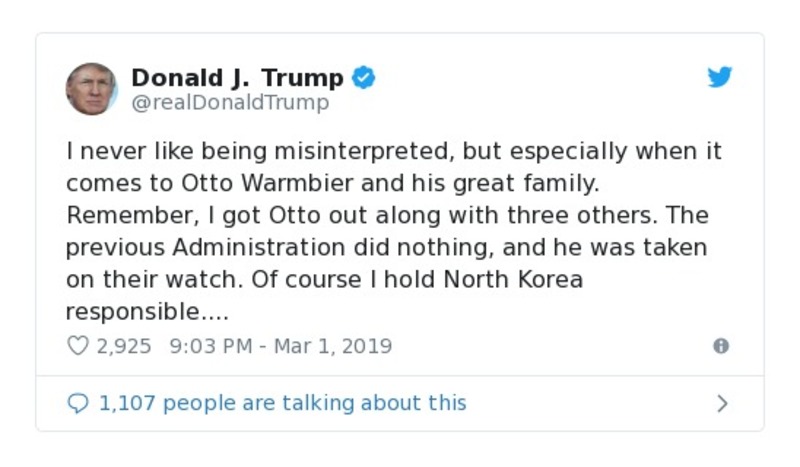 Donald J. Trump
@realDonaldTrump
I never like being misinterpreted, but especially when it
comes to Otto Warmbier and his great family.
Remember, I got Otto out along with three others. The
previous Administration did nothing, and he was taken
on their watch. Of course I hold North Korea
responsible....
2,925 9:03 PM - Mar 1, 2019
1,107 people are talking about this